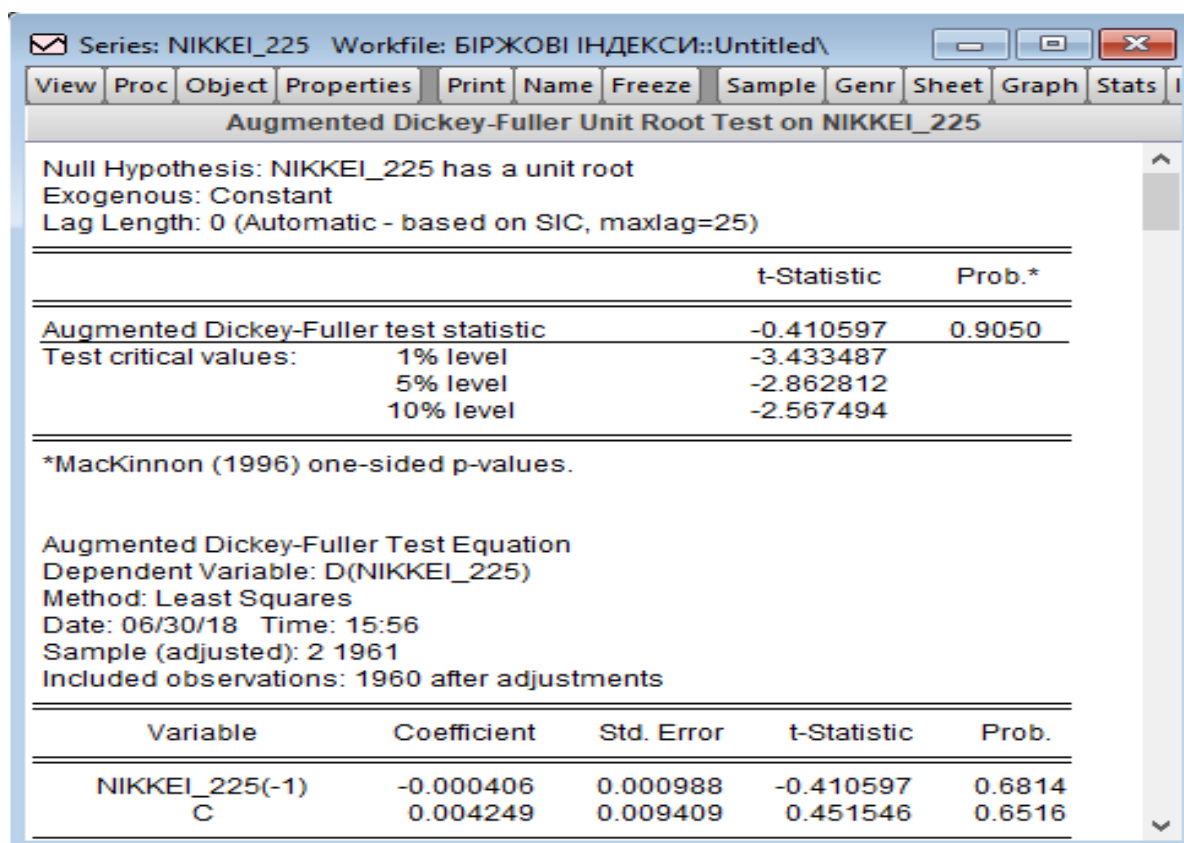 Series: NIKKEI_225 Workfile: БІРЖОВІ ІНДЕКСИ::Untitled\
View Proc Object Properties Print Name Freeze Sample Genr Sheet Graph Stats
Augmented Dickey-Fuller Unit Root Test on NIKKEI_225
Null Hypothesis: NIKKEI_225 has a unit root
Exogenous: Constant
Lag Length: 0 (Automatic - based on SIC, maxlag=25)
t-Statistic Prob.*
Augmented Dickey-Fuller test statistic -0.410597 0.9050
Test critical values: 1% level -3.433487
5% level -2.862812
10% level -2.567494
*MacKinnon (1996) one-sided p-values.
Augmented Dickey-Fuller Test Equation
Dependent Variable: D(NIKKEI_225)
Method: Least Squares
Date: 06/30/18 Time: 15:56
Sample (adjusted): 2 1961
Included observations: 1960 after adjustments
Variable Coefficient Std. Error t-Statistic Prob.
NIKKEI_225(-1) -0.000406 0.000988 -0.410597 0.6814
C 0.004249 0.009409 0.451546 0.6516